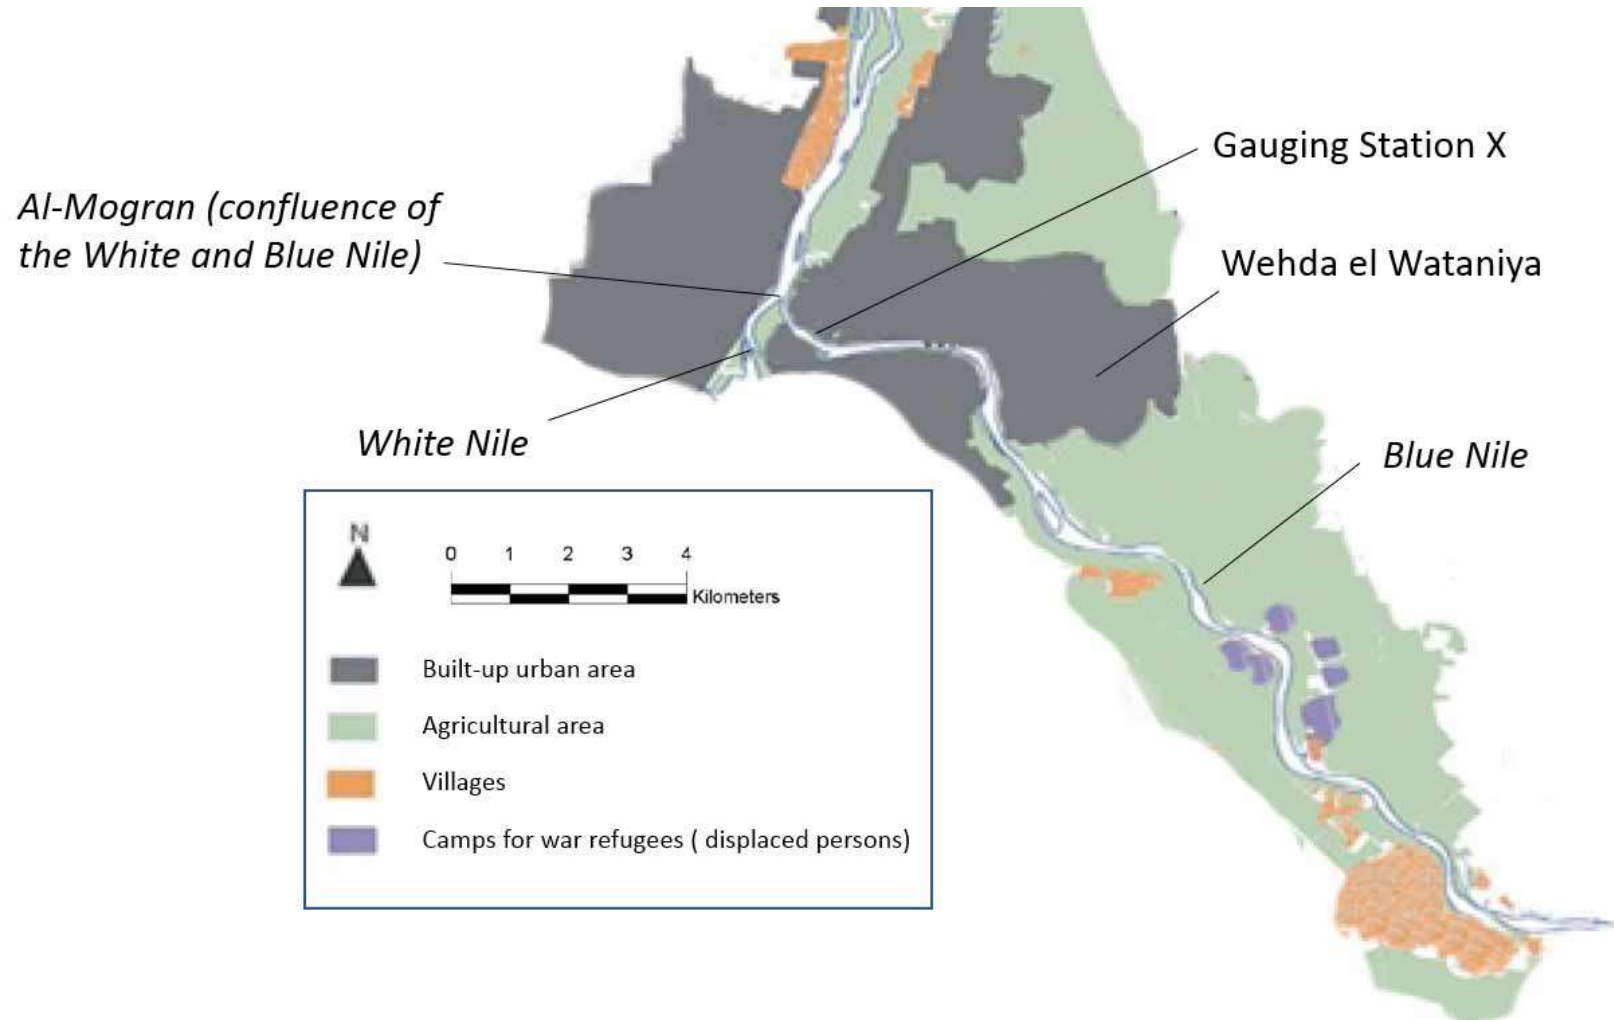 Gauging Station X
Al-Mogran (confluence of
the White and Blue Nile)
Wehda el Wataniya
White Nile
Blue Nile
N
0 1 2 3 4
Kilometers
Built-up urban area
Agricultural area
Villages
Camps for war refugees ( displaced persons)